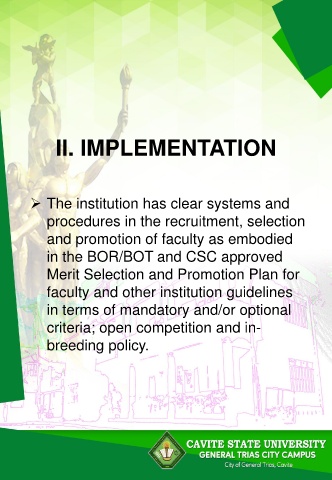 II. IMPLEMENTATION
➢ The institution has clear systems and
procedures in the recruitment, selection
and promotion of faculty as embodied
in the BOR/BOT and CSC approved
Merit Selection and Promotion Plan for
faculty and other institution guidelines
in terms of mandatory and/or optional
criteria; open competition and in-
breeding policy.
CAVITE STATE UNIVERSITY
GENERAL TRIAS CITY CAMPUS
City of General Trias, Cavite